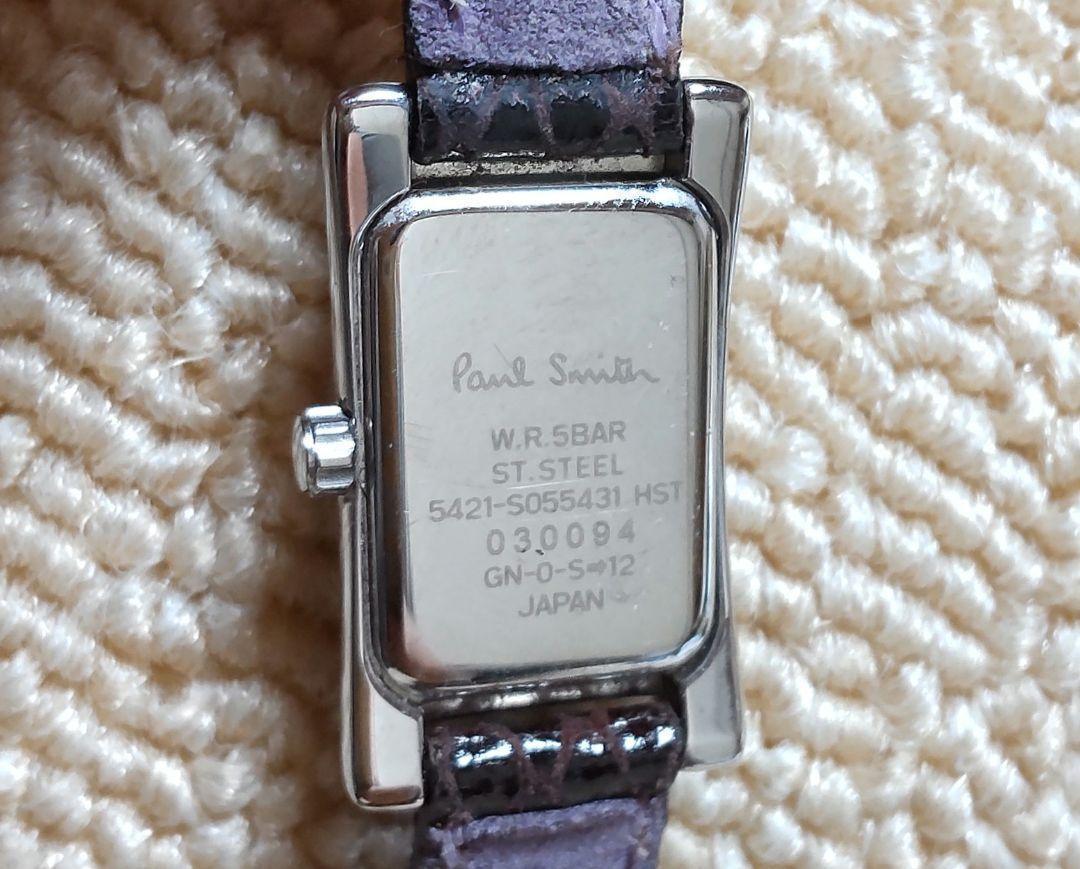 Paul Smith
W.R.5BAR
ST.STEEL
5421-S055431 HST
030094
GN-0-S⇒12
JAPAN